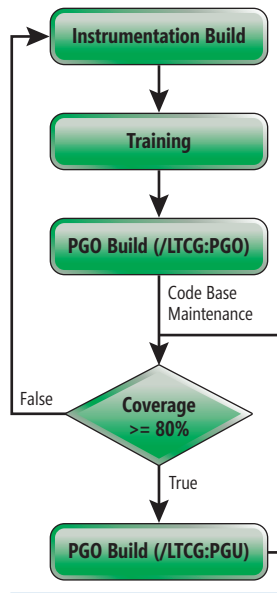 Instrumentation Build
Training
PGO Build (/LTCG:PGO)
Code Base
Maintenance
False
Coverage
>= 80%
True
PGO Build (/LTCG:PGU)